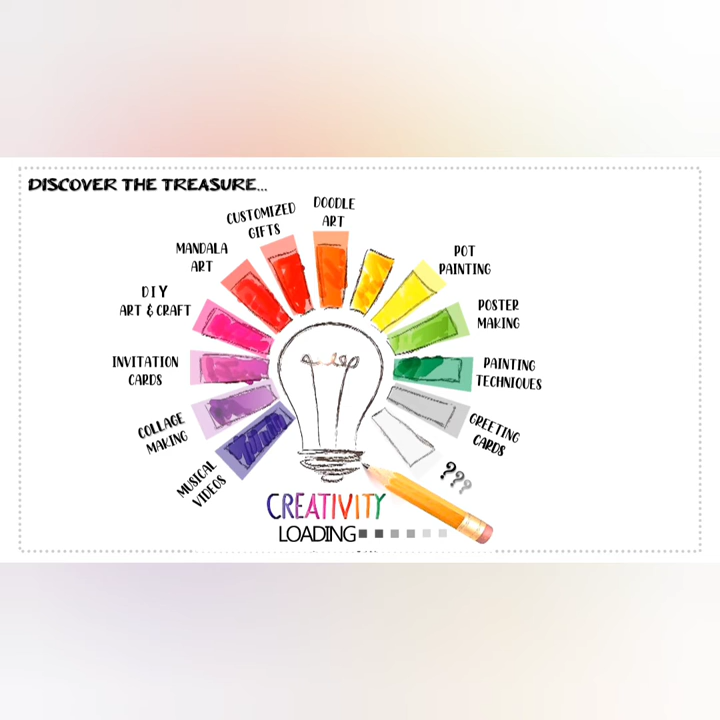 DISCOVER THE TREASURE...
DOODLE
ART
CUSTOMIZED
GIFTS
MANDALA
ART
DIY
ART & CRAFT
INVITATION
CARDS
COLLAGE
MAKING
MUSICAL
VIDEOS
POT
PAINTING
POSTER
MAKING
PAINTING
TECHNIQUES
GREETING
CARDS
???
CREATIVITY
LOADING